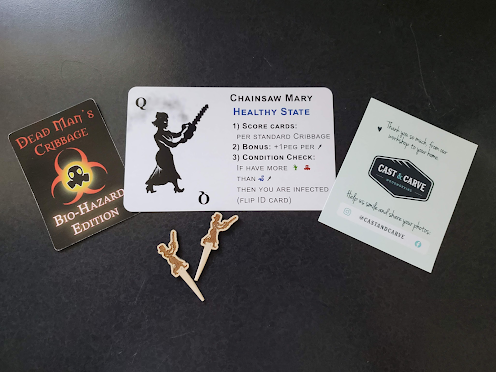 DEAD MAN'S
CRIBBAGE
BIO-HAZARD
EDITION
Q
CHAINSAW MARY
HEALTHY STATE
1) SCORE CARDS:
PER STANDARD CRIBBAGE
2) BONUS: +1PEG PER
3) CONDITION CHECK:
IF HAVE MORE
THAN
THEN YOU ARE INFECTED
(FLIP ID CARD)
Q
Thank you so much, from our
workshop to your home.
CAST & CARVE
WOODWORKING
Help us smile and share your photos.
@CASTANDCARVE